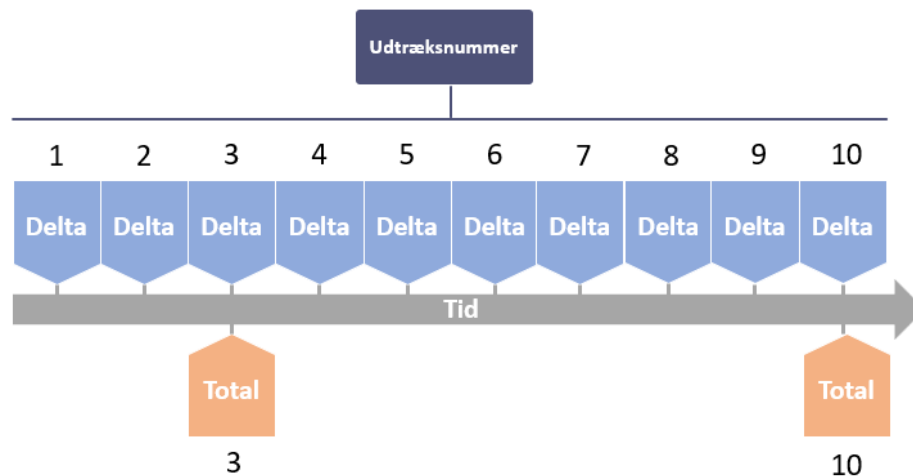 Udtræksnummer
1 2 3 4 5 6 7 8 9 10
Delta Delta Delta Delta Delta Delta Delta Delta Delta Delta
Tid
Total Total
3 10